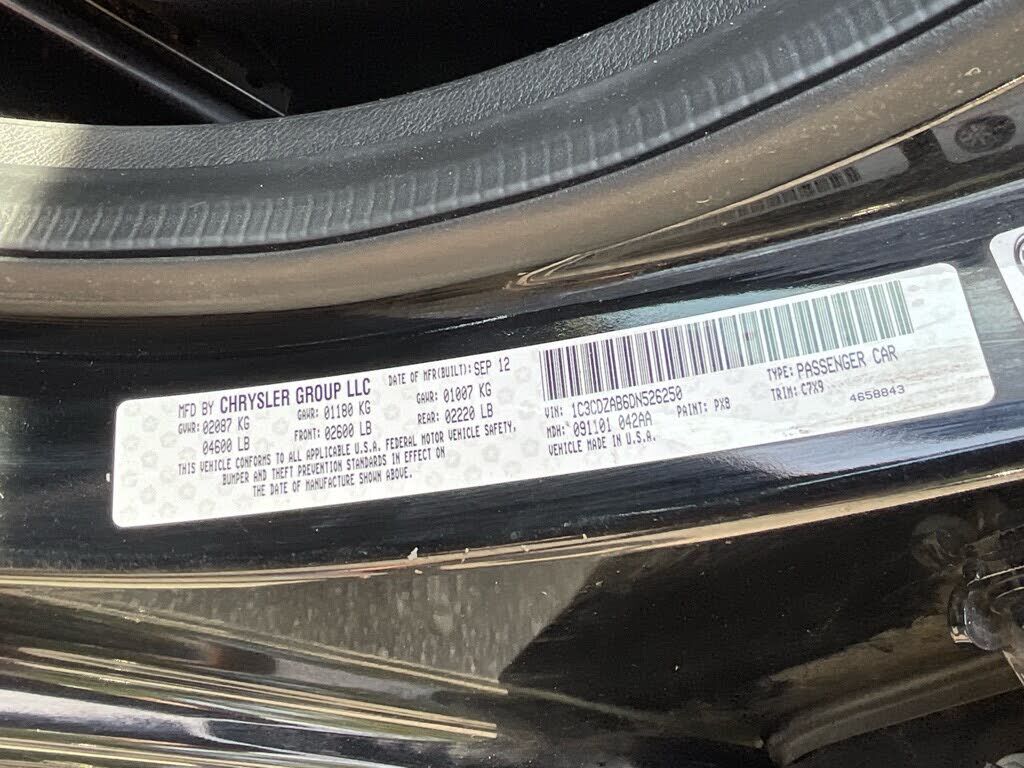 MFD BY CHRYSLER GROUP LLC
DATE OF MFR(BUILT): SEP 12
GVWR: 02087 KG
04600 LB
GAWR: 01180 KG
FRONT: 02600 LB
GAWR: 01007 KG
REAR: 02220 LB
THIS VEHICLE CONFORMS TO ALL APPLICABLE U.S.A. FEDERAL MOTOR VEHICLE SAFETY,
BUMPER AND THEFT PREVENTION STANDARDS IN EFFECT ON
THE DATE OF MANUFACTURE SHOWN ABOVE.
VIN: 1C3CDZAB6DN526250
TYPE: PASSENGER CAR
MDH: 091101 042AA
PAINT: PX8
TRIM: C7X9
VEHICLE MADE IN U.S.A.
4658843